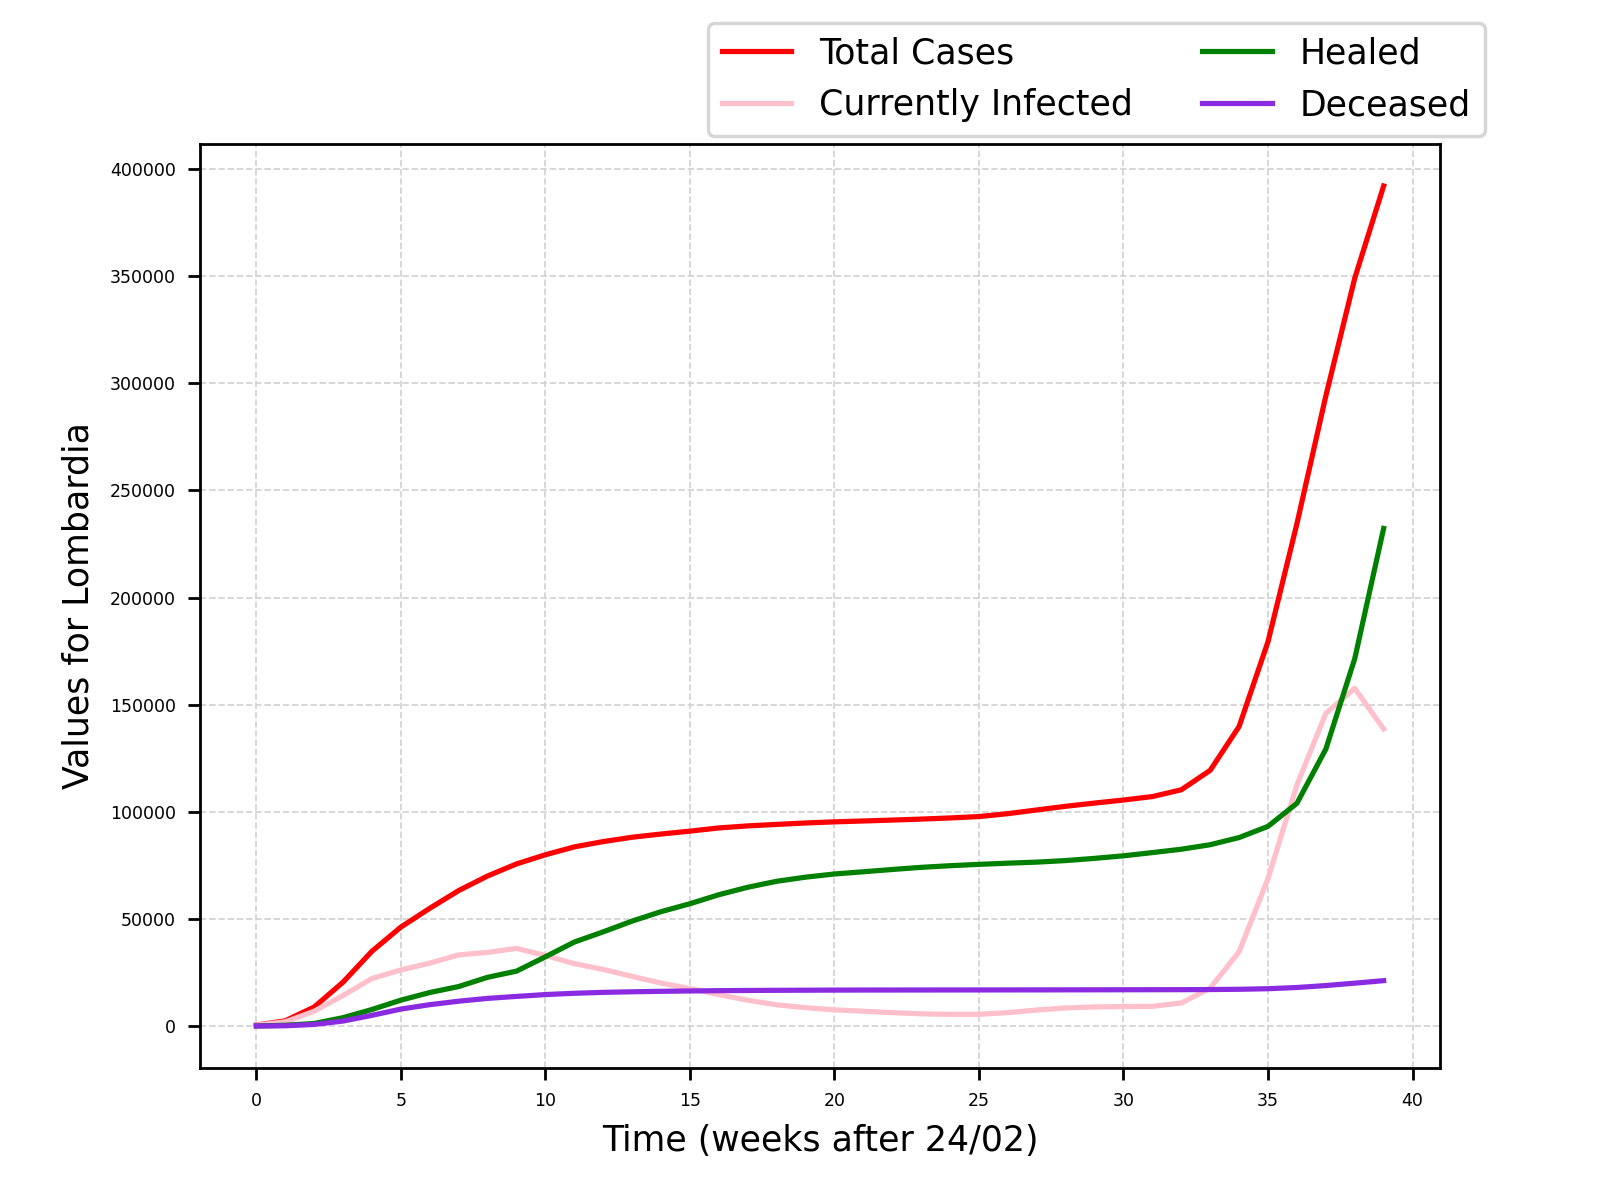 Total Cases
Currently Infected
Healed
Deceased
400000
350000
300000
250000
200000
150000
100000
50000
0
Values for Lombardia
0 5 10 15 20 25 30 35 40
Time (weeks after 24/02)